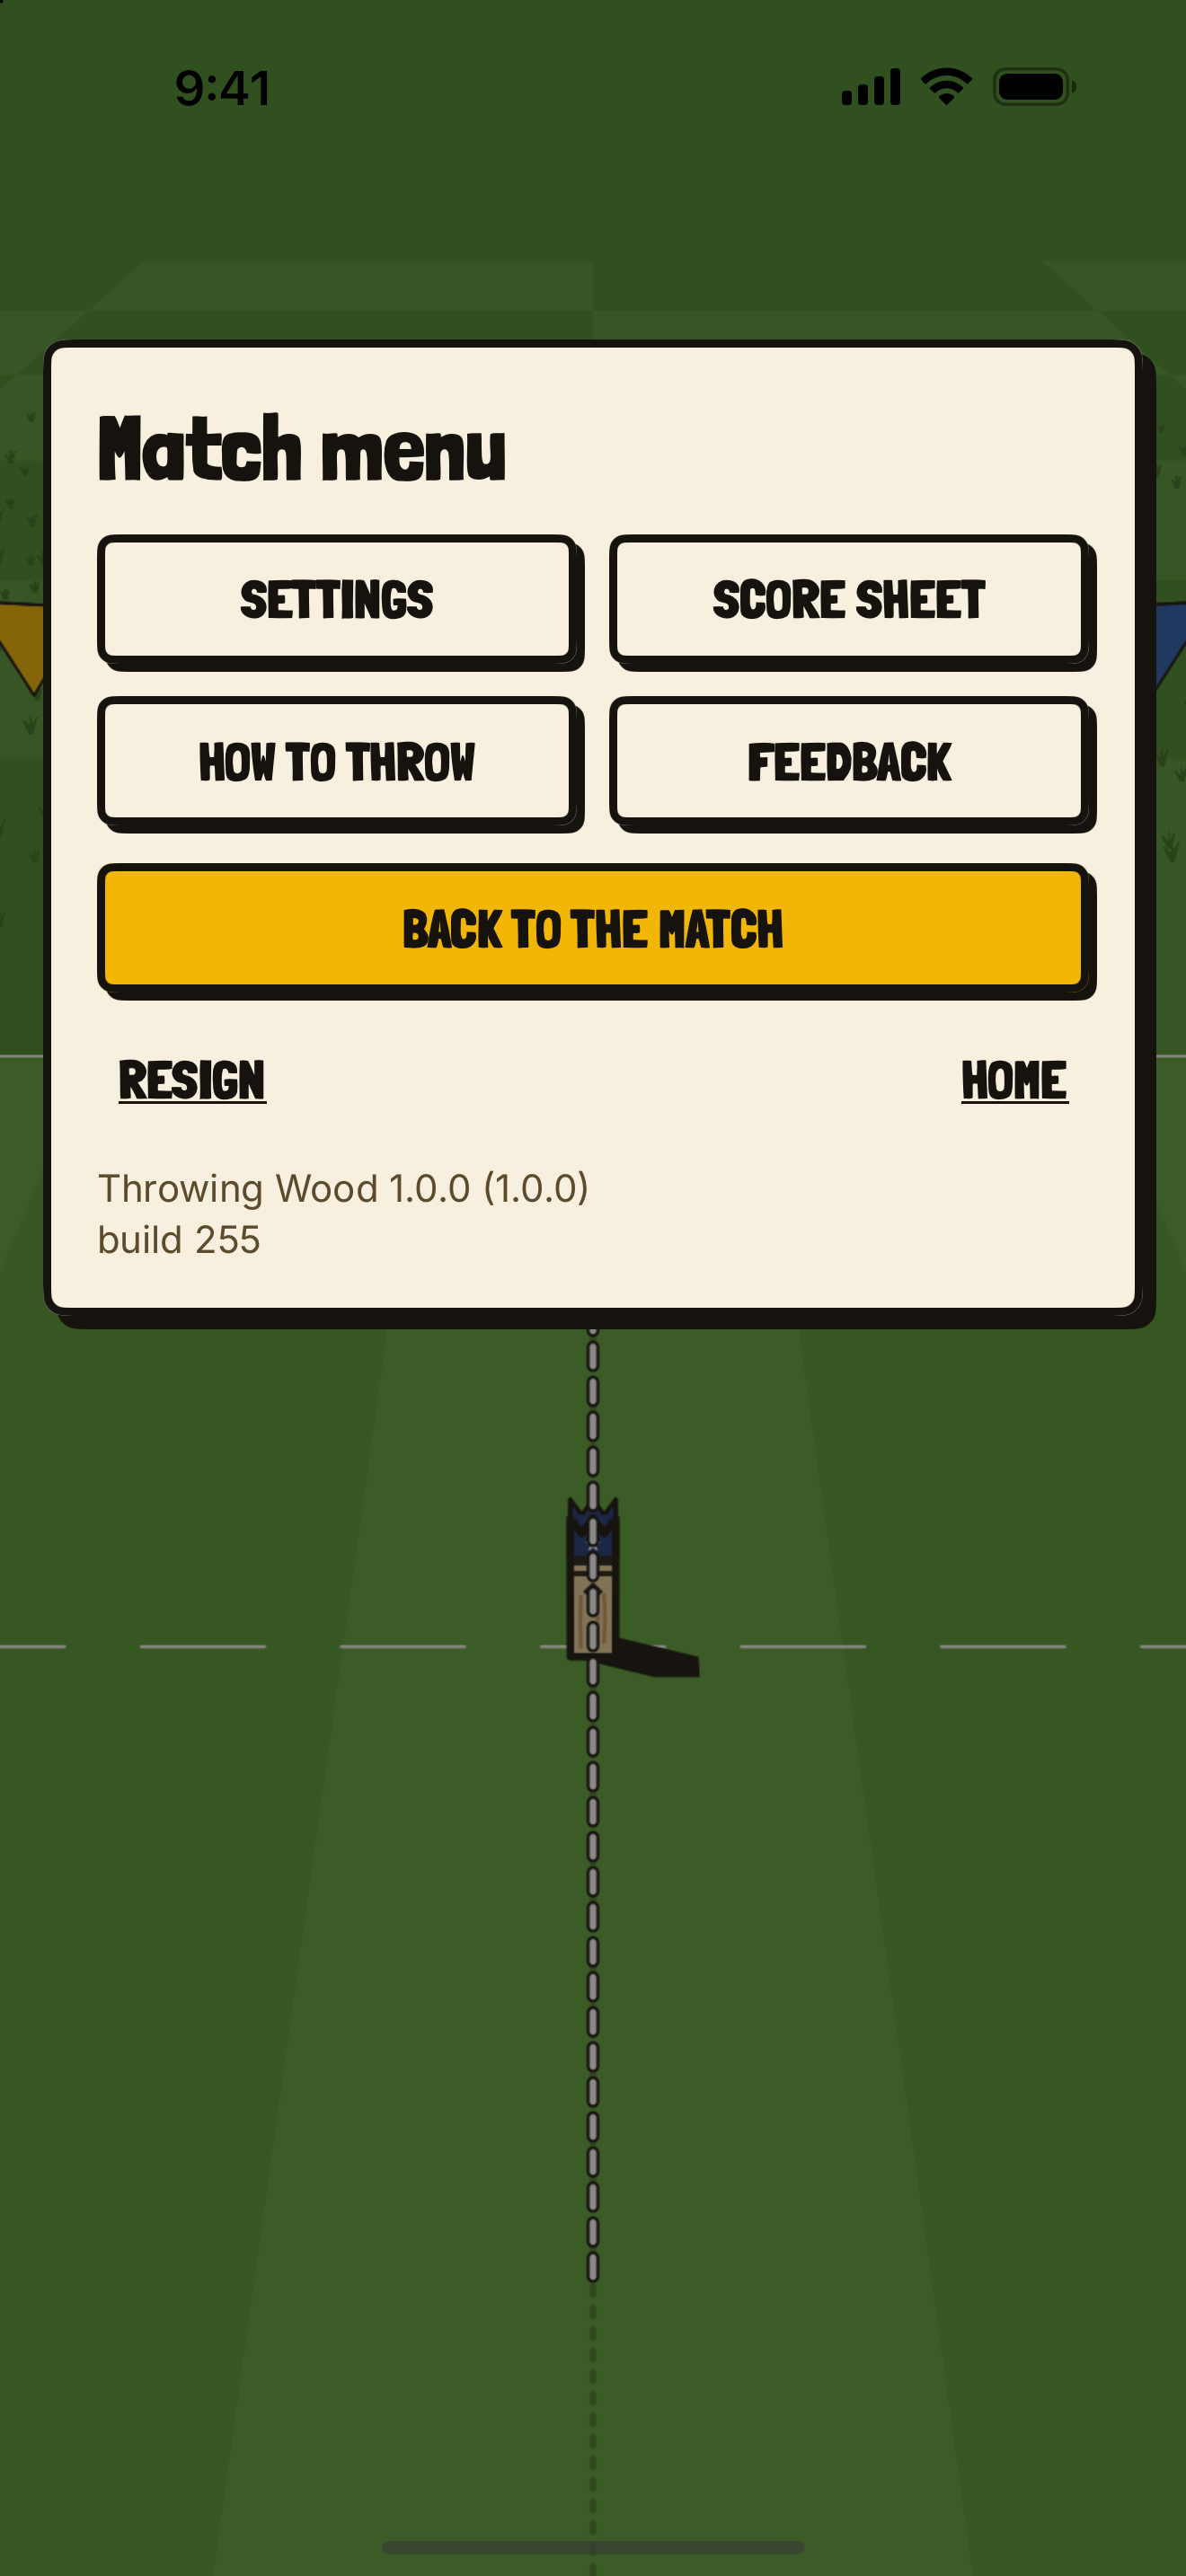 9:41
Match menu
SETTINGS
SCORE SHEET
HOW TO THROW
FEEDBACK
BACK TO THE MATCH
RESIGN
HOME
Throwing Wood 1.0.0 (1.0.0)
build 255